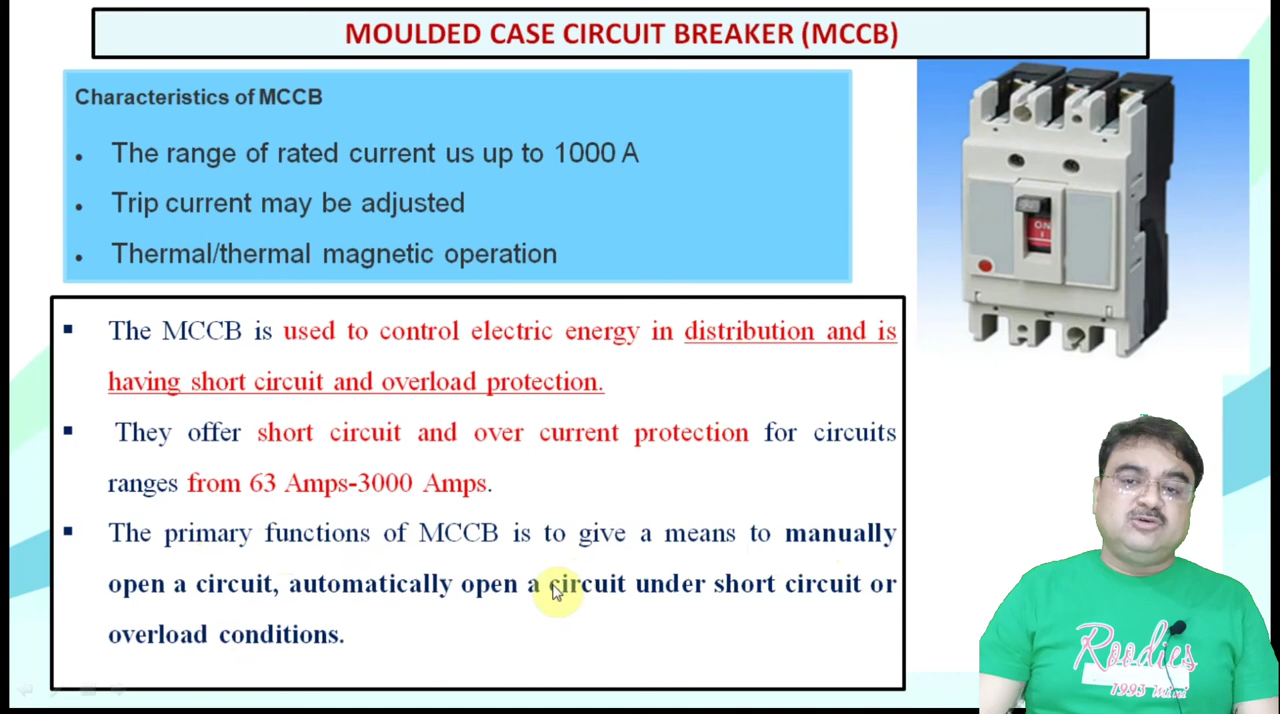 MOULDED CASE CIRCUIT BREAKER (MCCB)
Characteristics of MCCB
• The range of rated current us up to 1000 A
• Trip current may be adjusted
• Thermal/thermal magnetic operation
ON
I
▪ The MCCB is used to control electric energy in distribution and is
having short circuit and overload protection.
▪ They offer short circuit and over current protection for circuits
ranges from 63 Amps-3000 Amps.
▪ The primary functions of MCCB is to give a means to manually
open a circuit, automatically open a circuit under short circuit or
overload conditions.
Roodies
1993